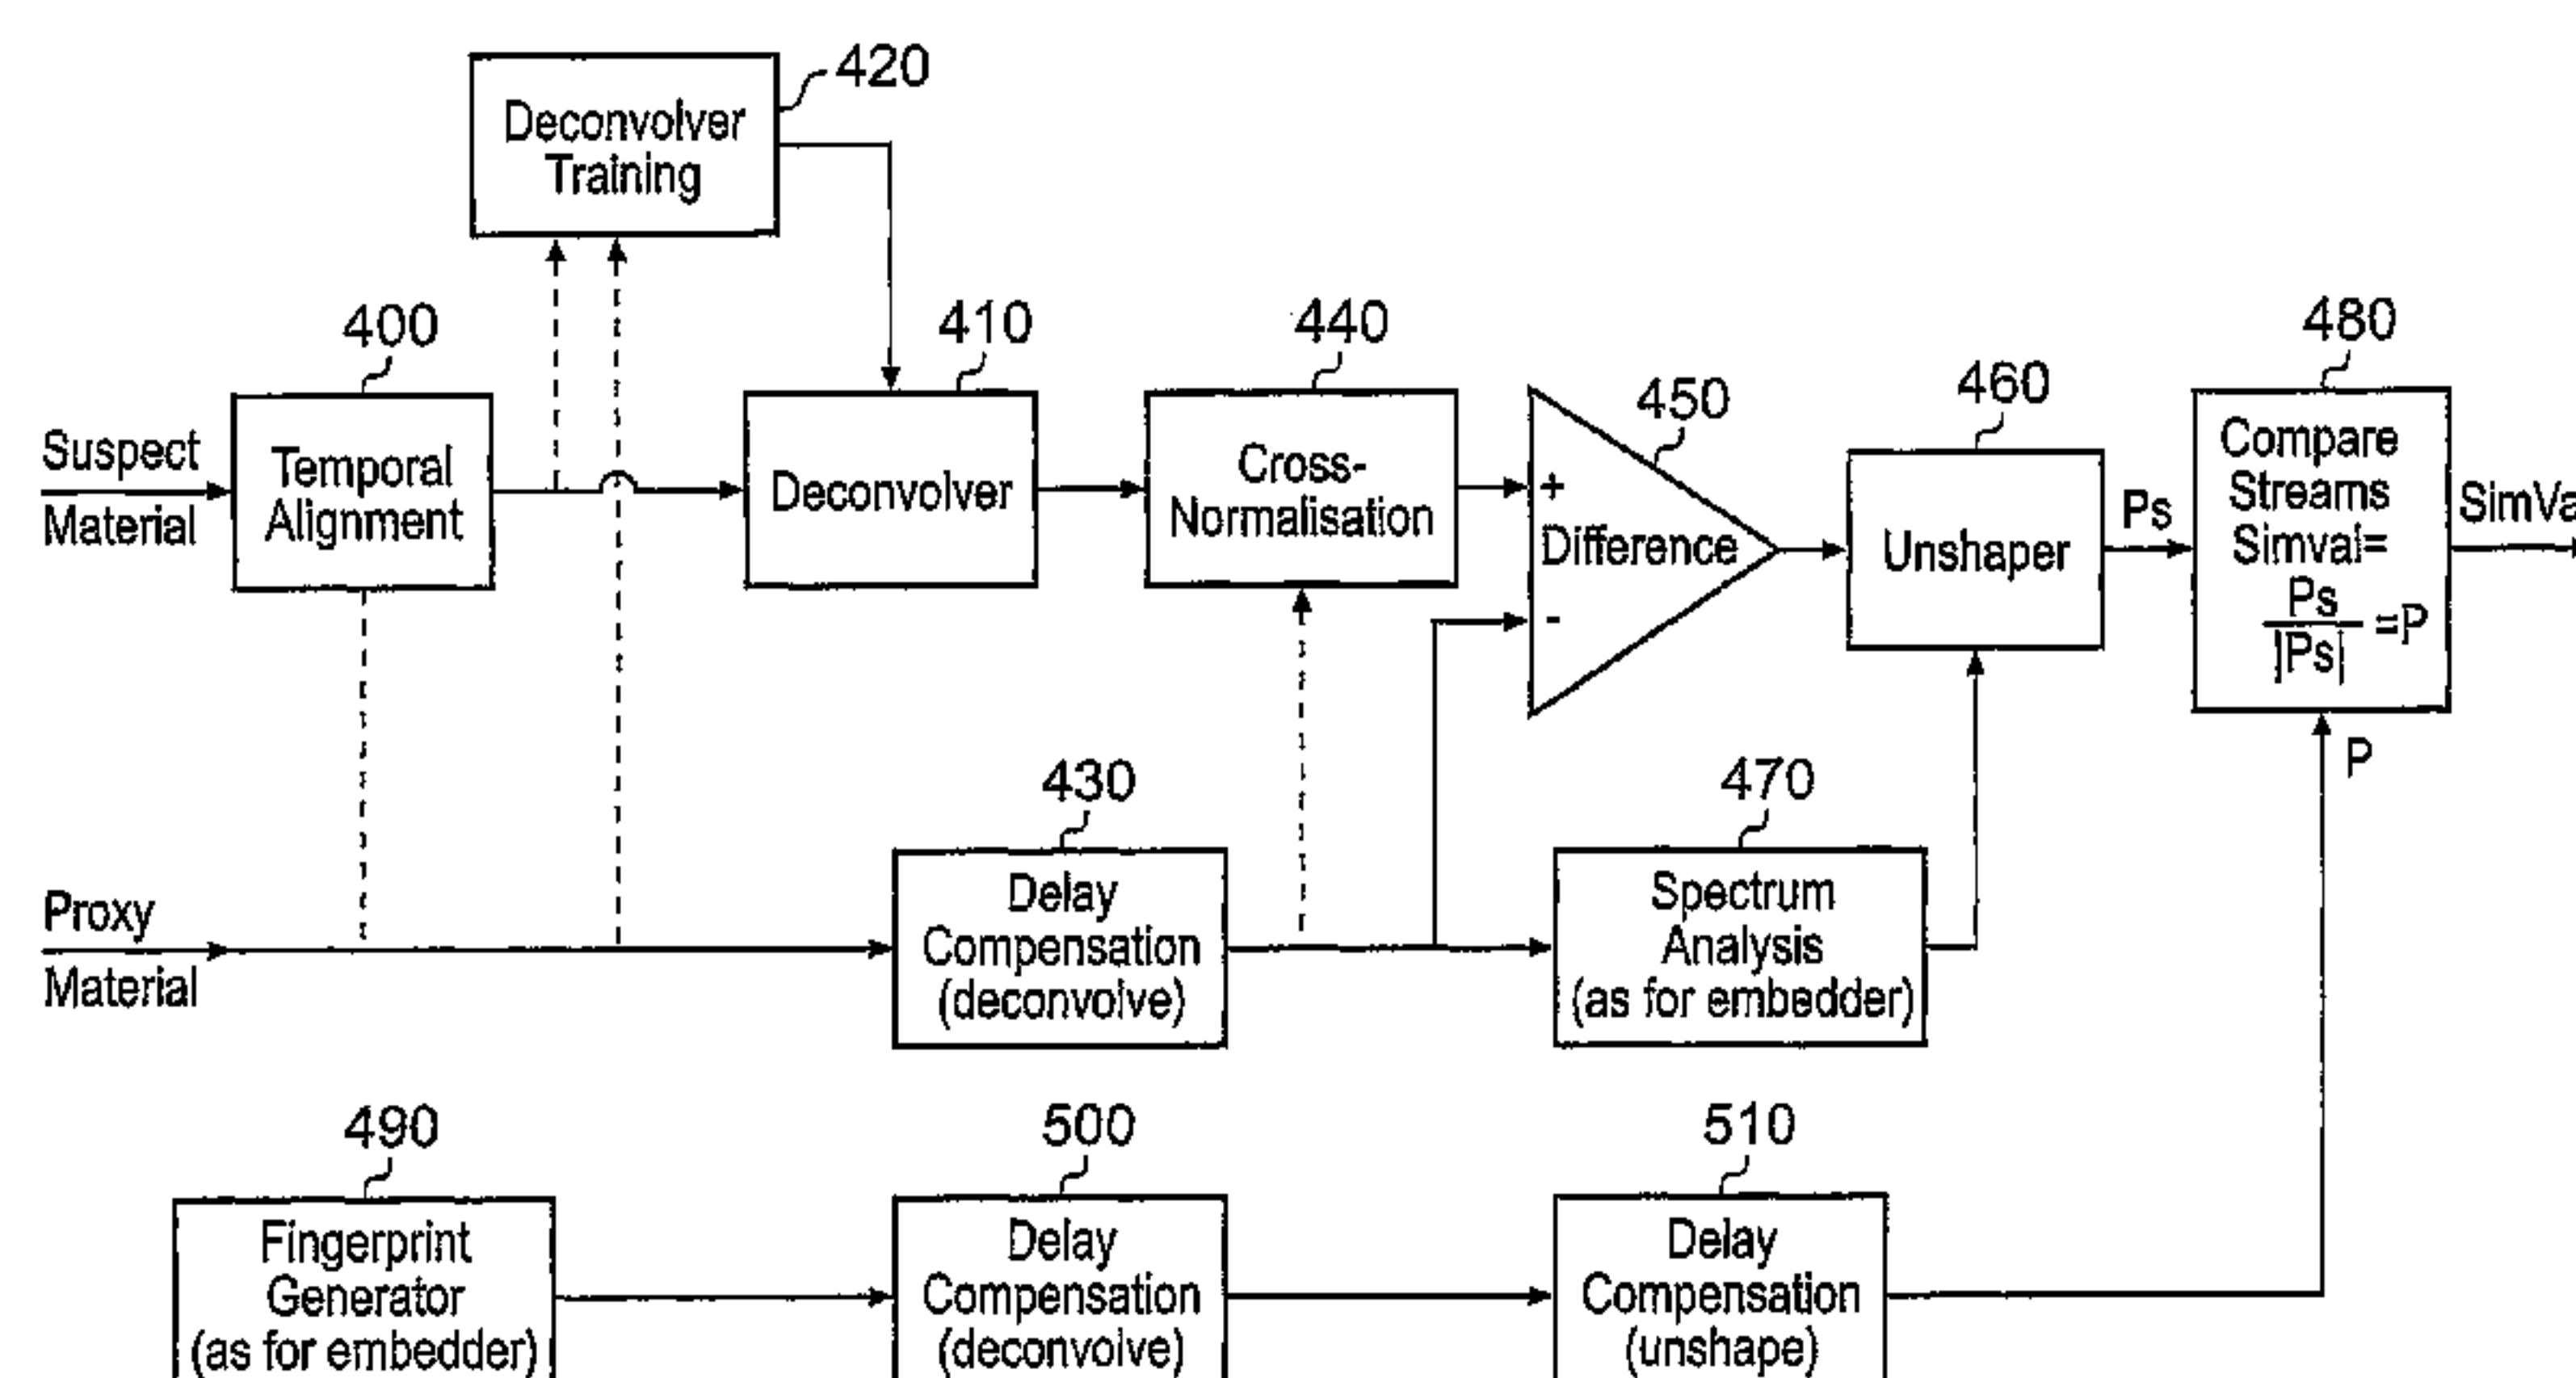 420
Deconvolver
Training
400
410
440
450
460
480
Suspect
Material
Temporal
Alignment
Deconvolver
Cross-
Normalisation
+
Difference
-
Unshaper
Ps
Compare
Streams
Simval=
Ps
|Ps| =P
SimVa
P
430
470
Proxy
Material
Delay
Compensation
(deconvolve)
Spectrum
Analysis
(as for embedder)
490
500
510
Fingerprint
Generator
(as for embedder)
Delay
Compensation
(deconvolve)
Delay
Compensation
(unshape)